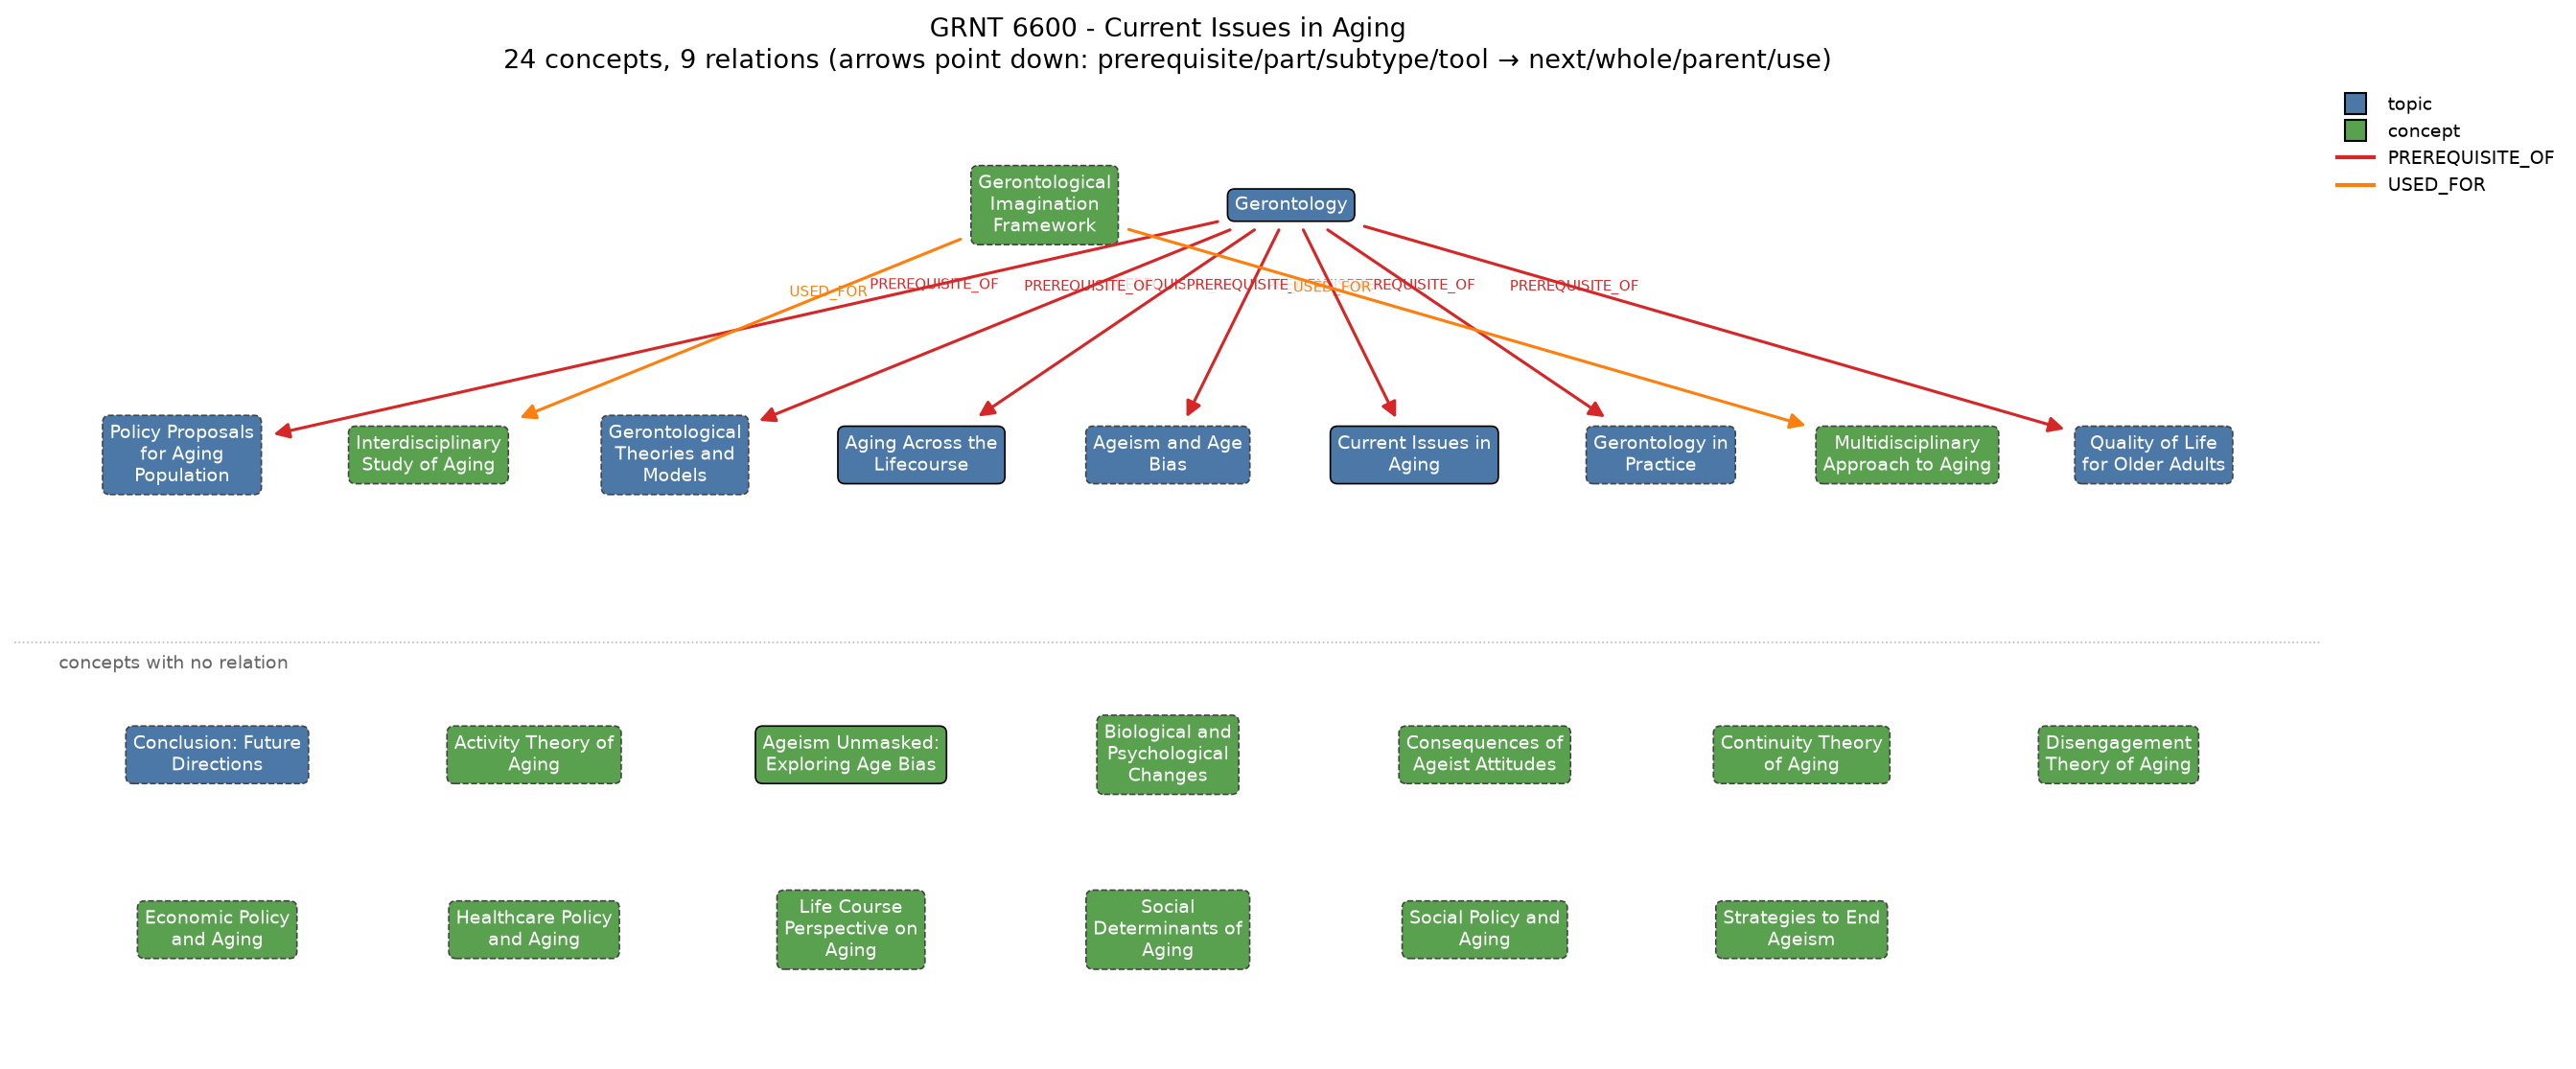 GRNT 6600 - Current Issues in Aging
24 concepts, 9 relations (arrows point down: prerequisite/part/subtype/tool → next/whole/parent/use)
topic
concept
PREREQUISITE_OF
USED_FOR
Gerontological
Imagination
Framework
Gerontology
USED_FOR
PREREQUISITE_OF
PREREQUISITE_OF
PREREQUISITE_
USED_FOR
PREREQUISITE_OF
Policy Proposals
for Aging
Population
Interdisciplinary
Study of Aging
Gerontological
Theories and
Models
Aging Across the
Lifecourse
Ageism and Age
Bias
Current Issues in
Aging
Gerontology in
Practice
Multidisciplinary
Approach to Aging
Quality of Life
for Older Adults
concepts with no relation
Conclusion: Future
Directions
Activity Theory of
Aging
Ageism Unmasked:
Exploring Age Bias
Biological and
Psychological
Changes
Consequences of
Ageist Attitudes
Continuity Theory
of Aging
Disengagement
Theory of Aging
Economic Policy
and Aging
Healthcare Policy
and Aging
Life Course
Perspective on
Aging
Social
Determinants of
Aging
Social Policy and
Aging
Strategies to End
Ageism